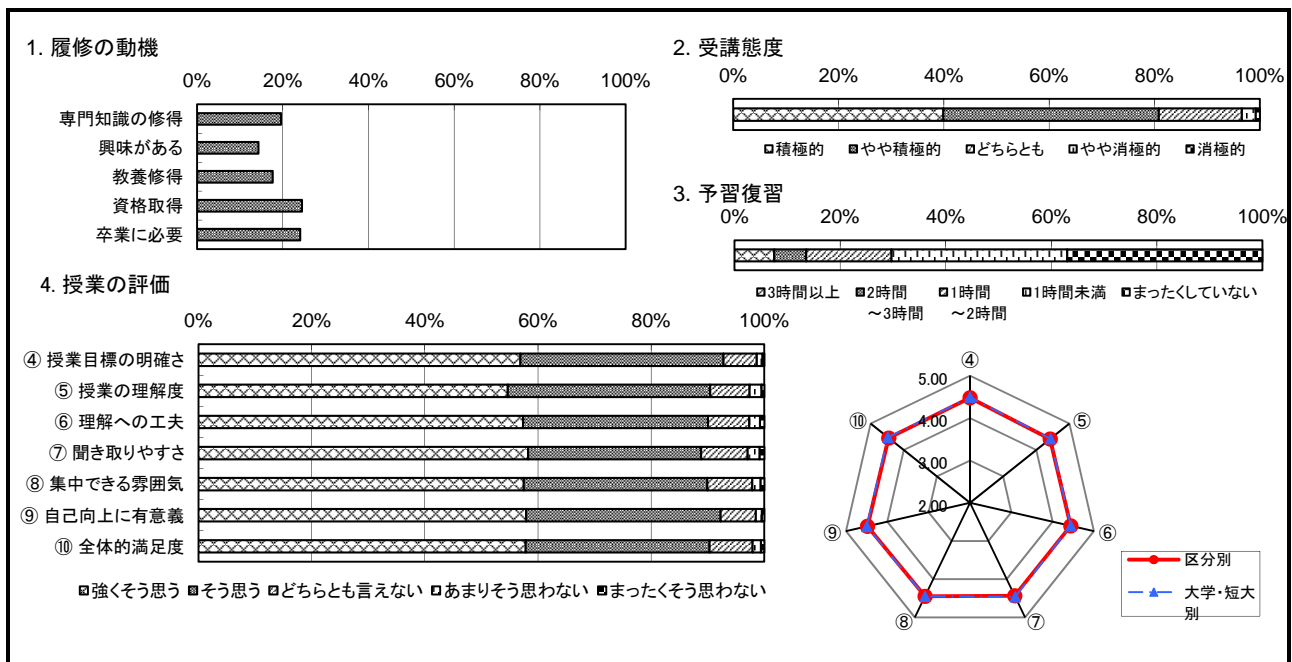 1. 履修の動機
0% 20% 40% 60% 80% 100%
専門知識の修得
興味がある
教養修得
資格取得
卒業に必要
2. 受講態度
0% 20% 40% 60% 80% 100%
積極的 やや積極的 どちらとも やや消極的 消極的
3. 予習復習
0% 20% 40% 60% 80% 100%
3時間以上 2時間 1時間 1時間未満 まったくしていない
～3時間 ～2時間
4. 授業の評価
0% 20% 40% 60% 80% 100%
④ 授業目標の明確さ
⑤ 授業の理解度
⑥ 理解への工夫
⑦ 聞き取りやすさ
⑧ 集中できる雰囲気
⑨ 自己向上に有意義
⑩ 全体的満足度
強くそう思う そう思う どちらとも言えない あまりそう思わない まったくそう思わない
④
5.00
⑩ ⑤
4.00
3.00
2.00
⑨ ⑥
⑧ ⑦
区分別
大学・短大
別